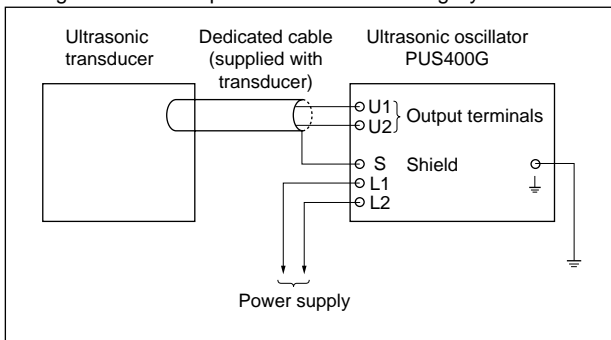 Ultrasonic
transducer
Dedicated cable
(supplied with
transducer)
Ultrasonic oscillator
PUS400G
U1
U2
Output terminals
S
Shield
L1
L2
Power supply